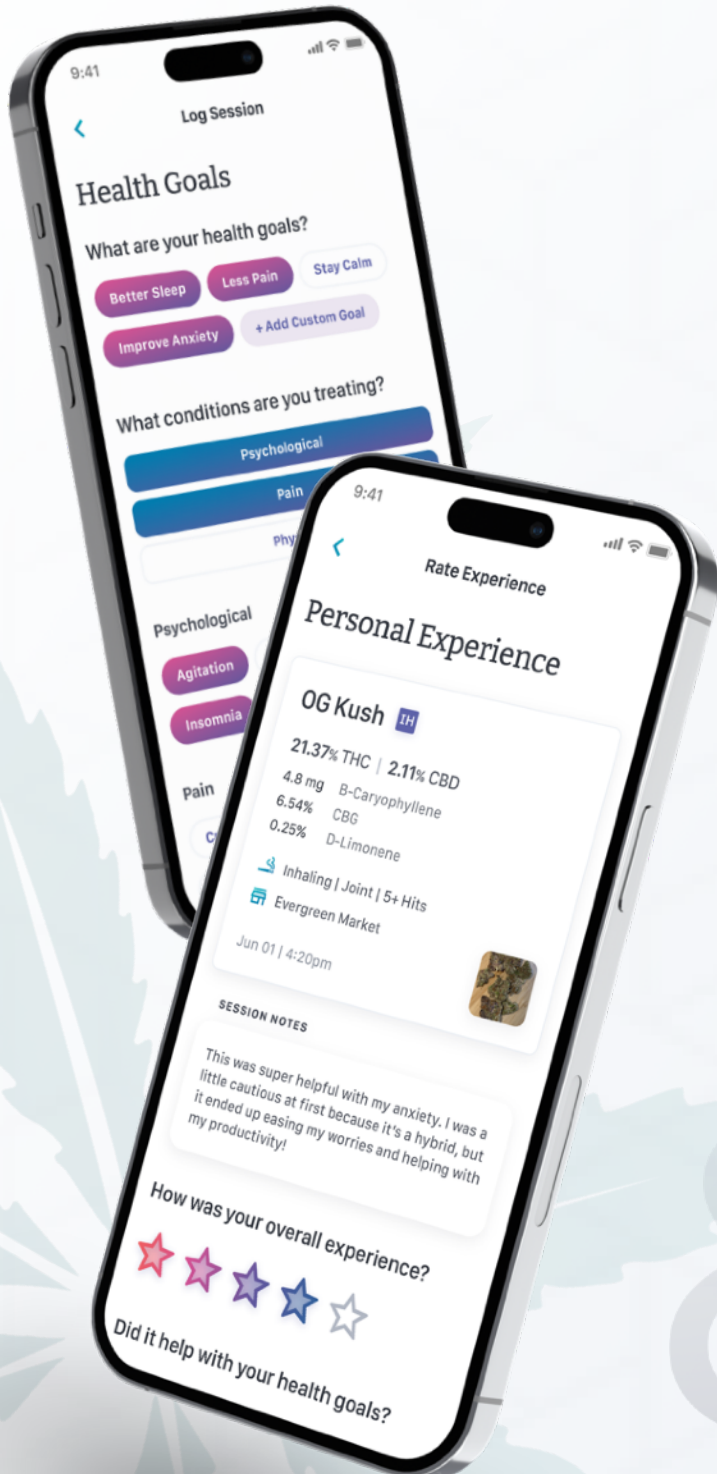 9:41
Log Session
Health Goals
What are your health goals?
Better Sleep
Less Pain
Stay Calm
Improve Anxiety
+ Add Custom Goal
What conditions are you treating?
Psychological
Pain
Psychological
Agitation
Insomnia
Pain
9:41
Rate Experience
Personal Experience
OG Kush IH
21.37% THC | 2.11% CBD
4.8 mg B-Caryophyllene
6.54% CBG
0.25% D-Limonene
Inhaling | Joint | 5+ Hits
Evergreen Market
Jun 01 | 4:20pm
SESSION NOTES
This was super helpful with my anxiety. I was a
little cautious at first because it's a hybrid, but
it ended up easing my worries and helping with
my productivity!
How was your overall experience?
Did it help with your health goals?